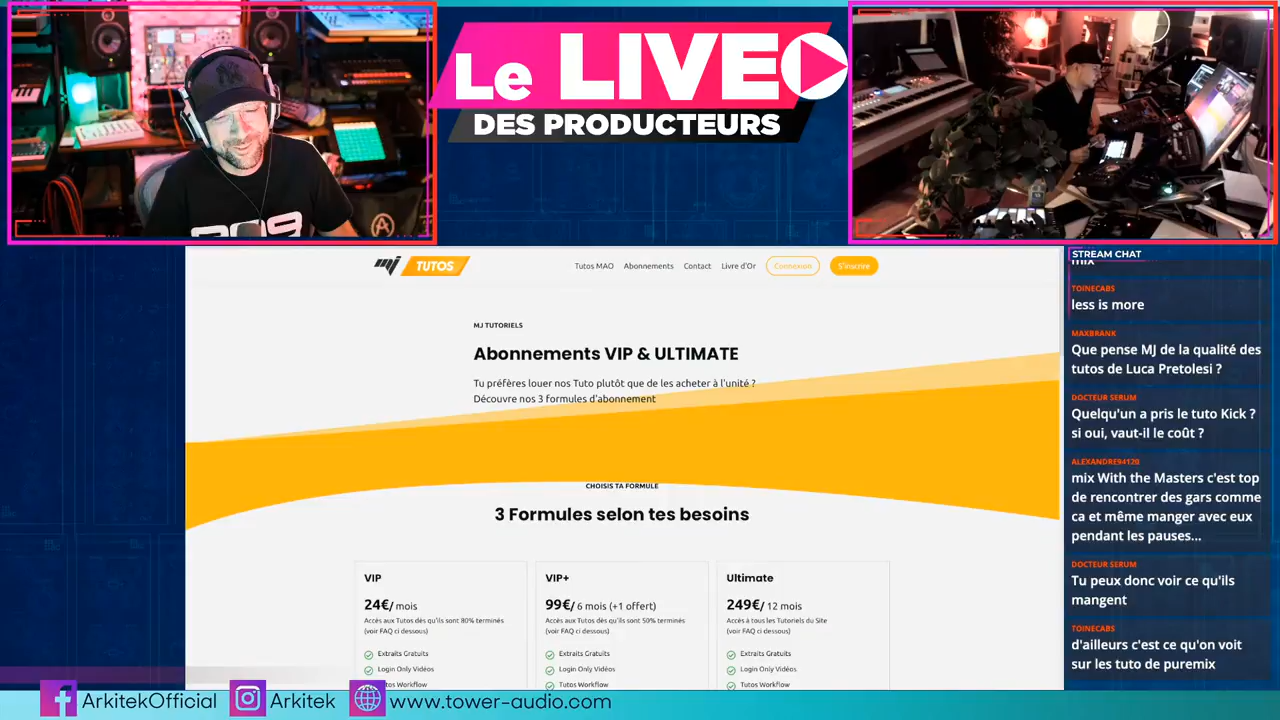 Le LIVE
DES PRODUCTEURS
909
MJ TUTOS
Tutos MAO
Abonnements
Contact
Livre d'Or
Connexion
S'inscrire
MJ TUTORIELS
Abonnements VIP & ULTIMATE
Tu préfères louer nos Tuto plutôt que de les acheter à l'unité ?
Découvre nos 3 formules d'abonnement
CHOISIS TA FORMULE
3 Formules selon tes besoins
VIP
24€/ mois
Accès aux Tutos dès qu'ils sont 80% terminés
(voir FAQ ci dessous)
Extraits Gratuits
Login Only Vidéos
Tutos Workflow
VIP+
99€/ 6 mois (+1 offert)
Accès aux Tutos dès qu'ils sont 50% terminés
(voir FAQ ci dessous)
Extraits Gratuits
Login Only Vidéos
Tutos Workflow
Ultimate
249€/ 12 mois
Accès à tous les Tutoriels du Site
(voir FAQ ci dessous)
Extraits Gratuits
Login Only Vidéos
Tutos Workflow
STREAM CHAT
mix
TOINECABS
less is more
MAXBRANK
Que pense MJ de la qualité des
tutos de Luca Pretolesi ?
DOCTEUR SERUM
Quelqu'un a pris le tuto Kick ?
si oui, vaut-il le coût ?
ALEXANDRE94120
mix With the Masters c'est top
de rencontrer des gars comme
ca et même manger avec eux
pendant les pauses...
DOCTEUR SERUM
Tu peux donc voir ce qu'ils
mangent
TOINECABS
d'ailleurs c'est ce qu'on voit
sur les tuto de puremix
ArkitekOfficial
Arkitek
www.tower-audio.com